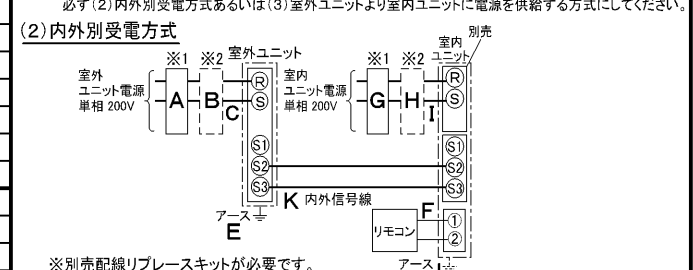 必ず(2)内外別受電方式あるいは(3)室外ユニットより室内ユニットに電源を供給する方式にしてください。
(2)内外別受電方式
別売
※1 ※2 室外ユニット ※1 ※2 室内ユニット
室外
ユニット電源
単相 200V
A B C R S
室内
ユニット電源
単相 200V
G H I R S
S1 S1
S2 S2
S3 S3
K 内外信号線
アース
E
リモコン F ① ②
※別売配線リプレースキットが必要です。
アース